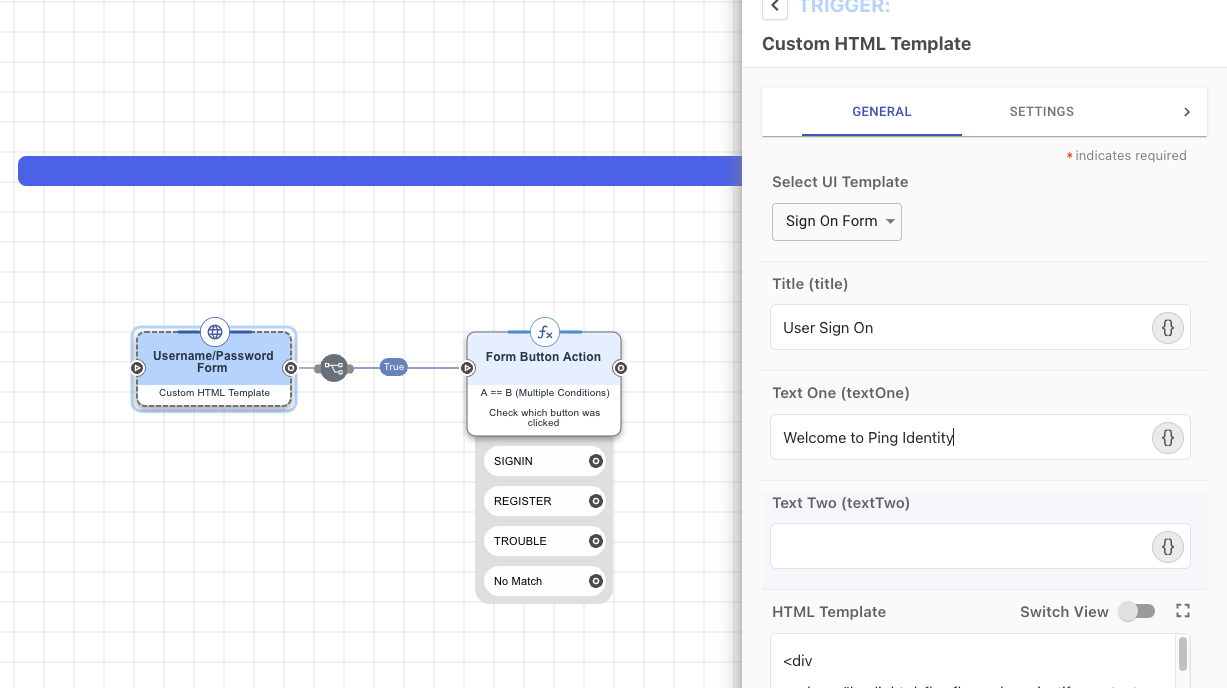 TRIGGER:
Custom HTML Template
GENERAL
SETTINGS
* indicates required
Select UI Template
Sign On Form
Title (title)
User Sign On
{}
Text One (textOne)
Welcome to Ping Identity
{}
Text Two (textTwo)
{}
HTML Template
Switch View
<div
Username/Password
Form
Custom HTML Template
True
fx
Form Button Action
A == B (Multiple Conditions)
Check which button was
clicked
SIGNIN
REGISTER
TROUBLE
No Match